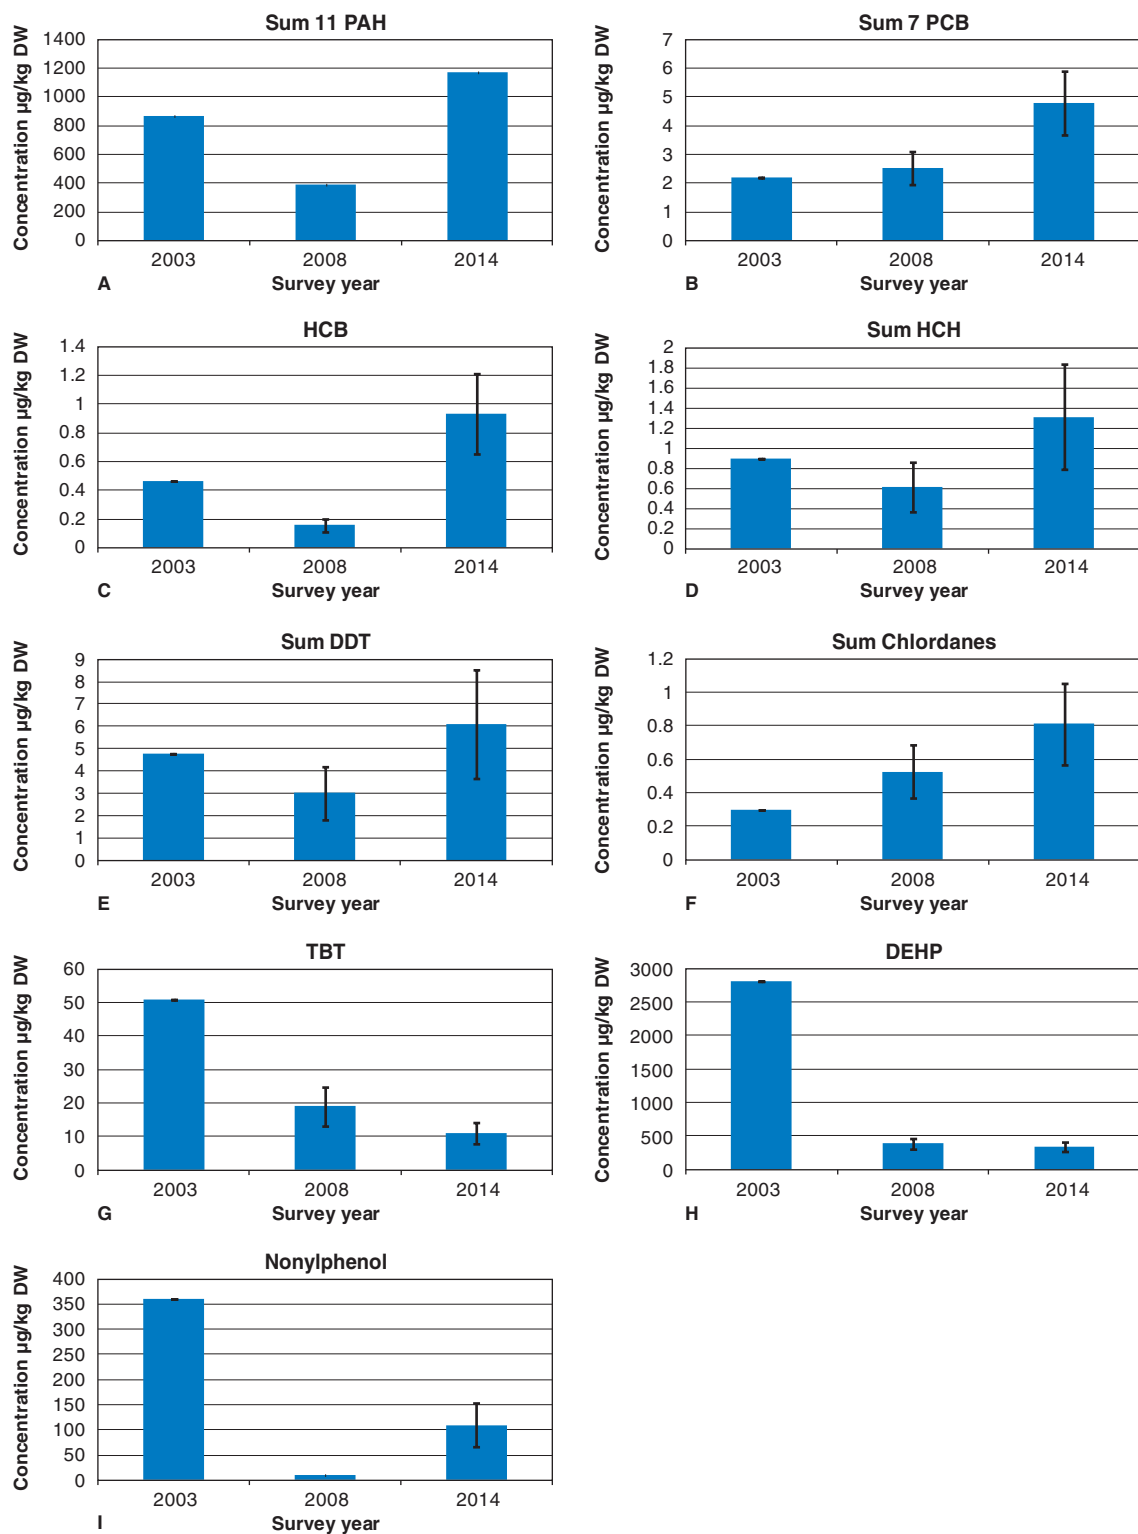 Sum 11 PAH
Concentration µg/kg DW
1400
1200
1000
800
600
400
200
0
2003 2008 2014
A Survey year
Sum 7 PCB
Concentration µg/kg DW
7
6
5
4
3
2
1
0
2003 2008 2014
B Survey year
HCB
Concentration µg/kg DW
1.4
1.2
1
0.8
0.6
0.4
0.2
0
2003 2008 2014
C Survey year
Sum HCH
Concentration µg/kg DW
2
1.8
1.6
1.4
1.2
1
0.8
0.6
0.4
0.2
0
2003 2008 2014
D Survey year
Sum DDT
Concentration µg/kg DW
9
8
7
6
5
4
3
2
1
0
2003 2008 2014
E Survey year
Sum Chlordanes
Concentration µg/kg DW
1.2
1
0.8
0.6
0.4
0.2
0
2003 2008 2014
F Survey year
TBT
Concentration µg/kg DW
60
50
40
30
20
10
0
2003 2008 2014
G Survey year
DEHP
Concentration µg/kg DW
3000
2500
2000
1500
1000
500
0
2003 2008 2014
H Survey year
Nonylphenol
Concentration µg/kg DW
400
350
300
250
200
150
100
50
0
2003 2008 2014
I Survey year